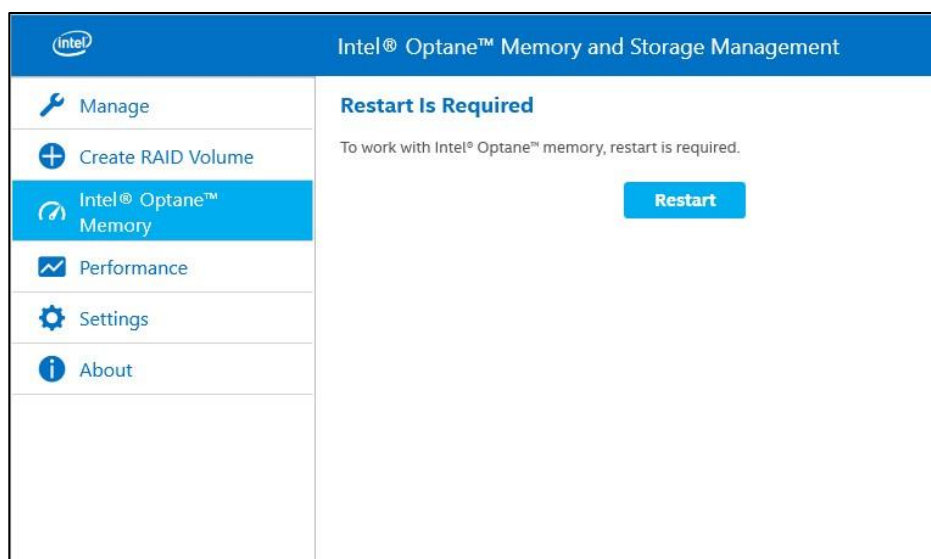 intel
Intel® Optane™ Memory and Storage Management
Manage
Create RAID Volume
Intel® Optane™
Memory
Performance
Settings
About
Restart Is Required
To work with Intel® Optane™ memory, restart is required.
Restart